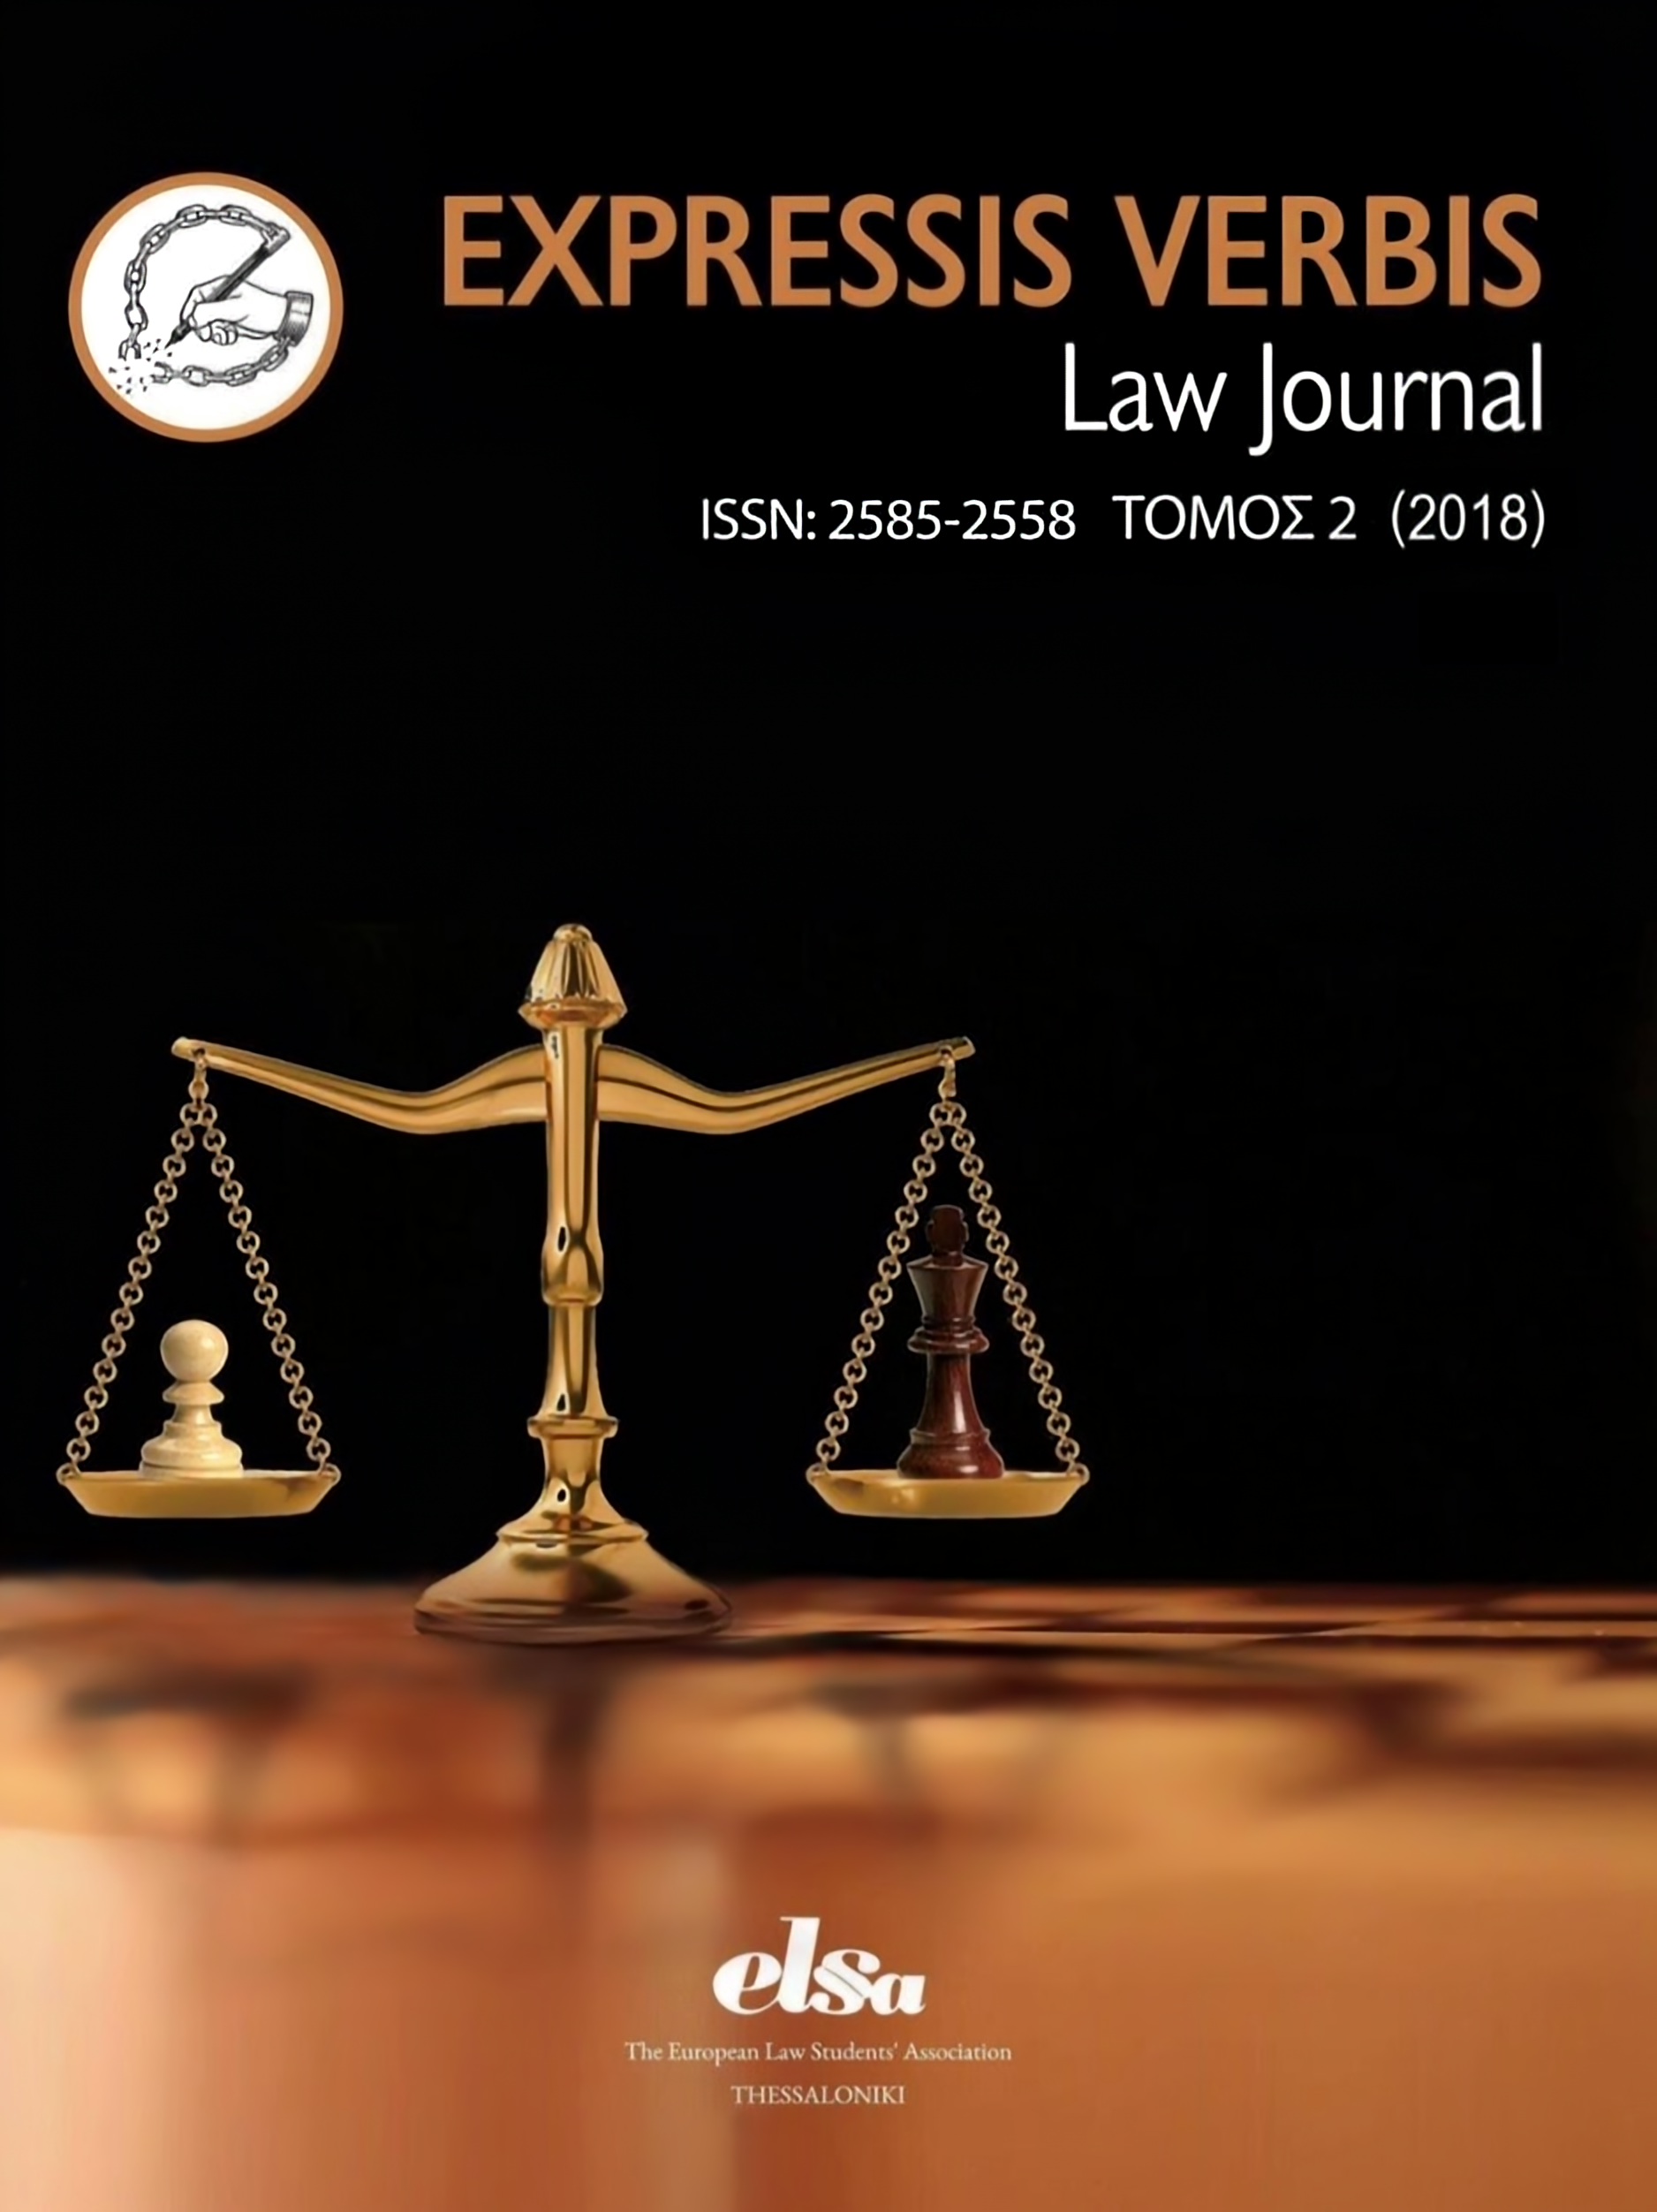 EXPRESSIS VERBIS
Law Journal
ISSN: 2585-2558 ΤΟΜΟΣ 2 (2018)
elsa
The European Law Students' Association
THESSALONIKI